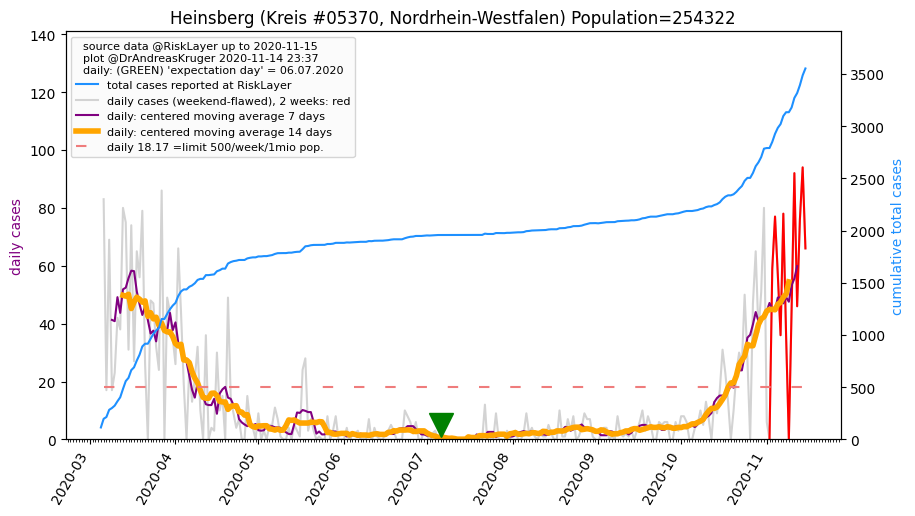 Heinsberg (Kreis #05370, Nordrhein-Westfalen) Population=254322
source data @RiskLayer up to 2020-11-15
plot @DrAndreasKruger 2020-11-14 23:37
daily: (GREEN) 'expectation day' = 06.07.2020
total cases reported at RiskLayer
daily cases (weekend-flawed), 2 weeks: red
daily: centered moving average 7 days
daily: centered moving average 14 days
daily 18.17 =limit 500/week/1mio pop.
daily cases
140
120
100
80
60
40
20
0
cumulative total cases
3500
3000
2500
2000
1500
1000
500
0
2020-03
2020-04
2020-05
2020-06
2020-07
2020-08
2020-09
2020-10
2020-11